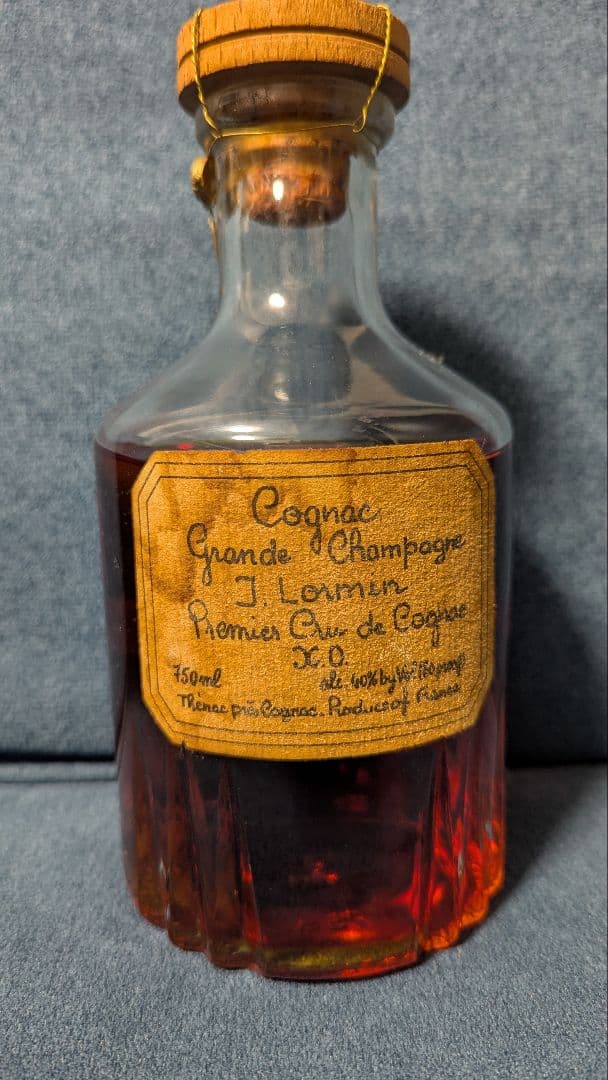 Cognac
Grande Champagne
J. Lormin
Premier Cru de Cognac
X.O.
750ml alc. 40% by Vol (80 proof)
Thénac près Cognac. Produce of France